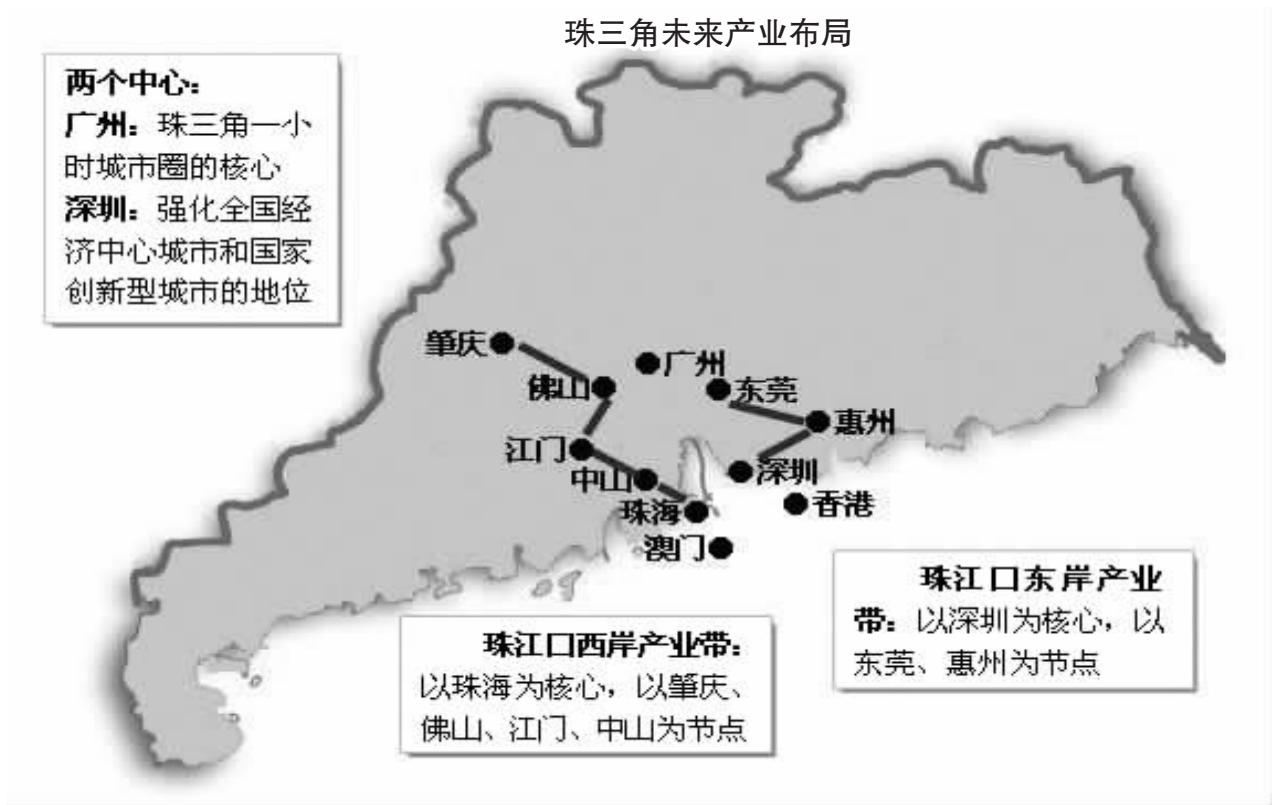 珠三角未来产业布局
两个中心：
广州：珠三角一小
时城市圈的核心
深圳：强化全国经
济中心城市和国家
创新型城市的地位
肇庆
广州
佛山
东莞
惠州
江门
中山
深圳
珠海
香港
澳门
珠江口东岸产业
带：以深圳为核心，以
东莞、惠州为节点
珠江口西岸产业带：
以珠海为核心，以肇庆、
佛山、江门、中山为节点